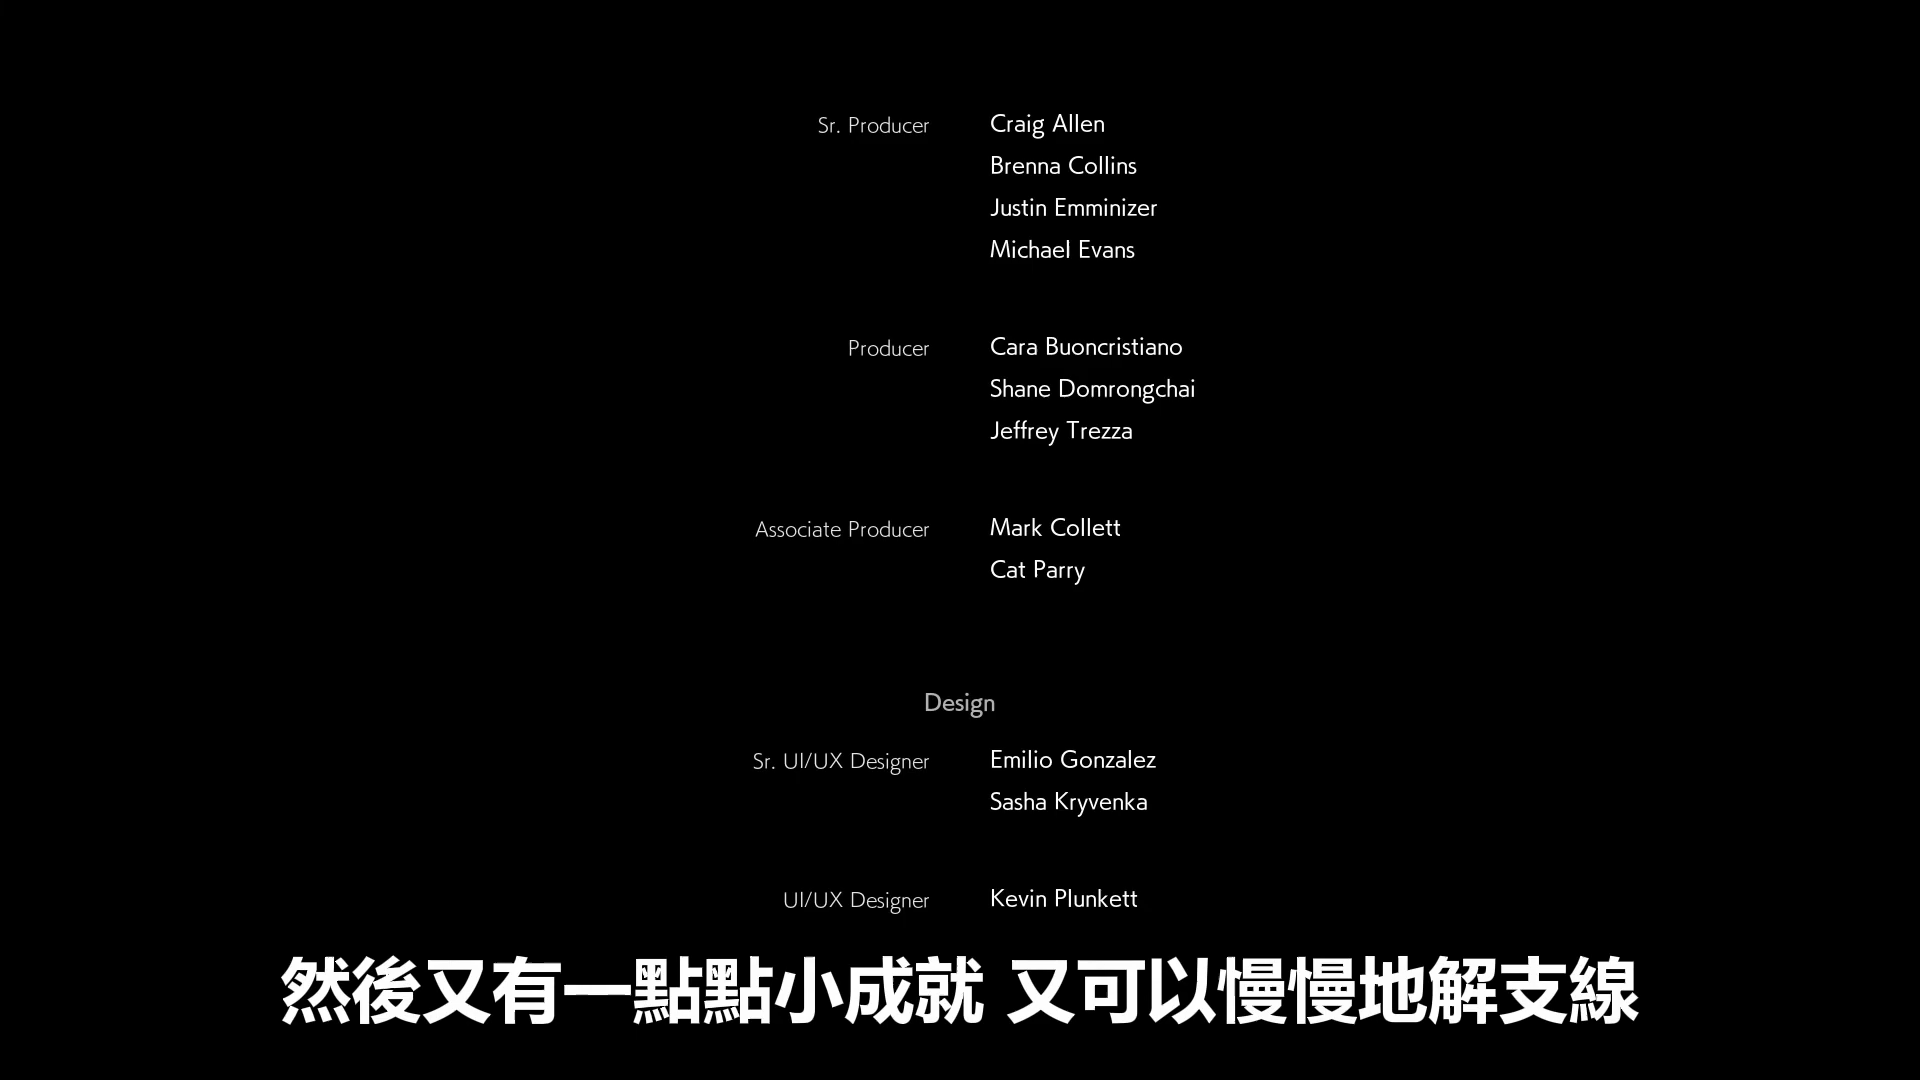 Sr. Producer Craig Allen
Brenna Collins
Justin Emminizer
Michael Evans
Producer Cara Buoncristiano
Shane Domrongchai
Jeffrey Trezza
Associate Producer Mark Collett
Cat Parry
Design
Sr. UI/UX Designer Emilio Gonzalez
Sasha Kryvenka
UI/UX Designer Kevin Plunkett
然後又有一點點小成就 又可以慢慢地解支線